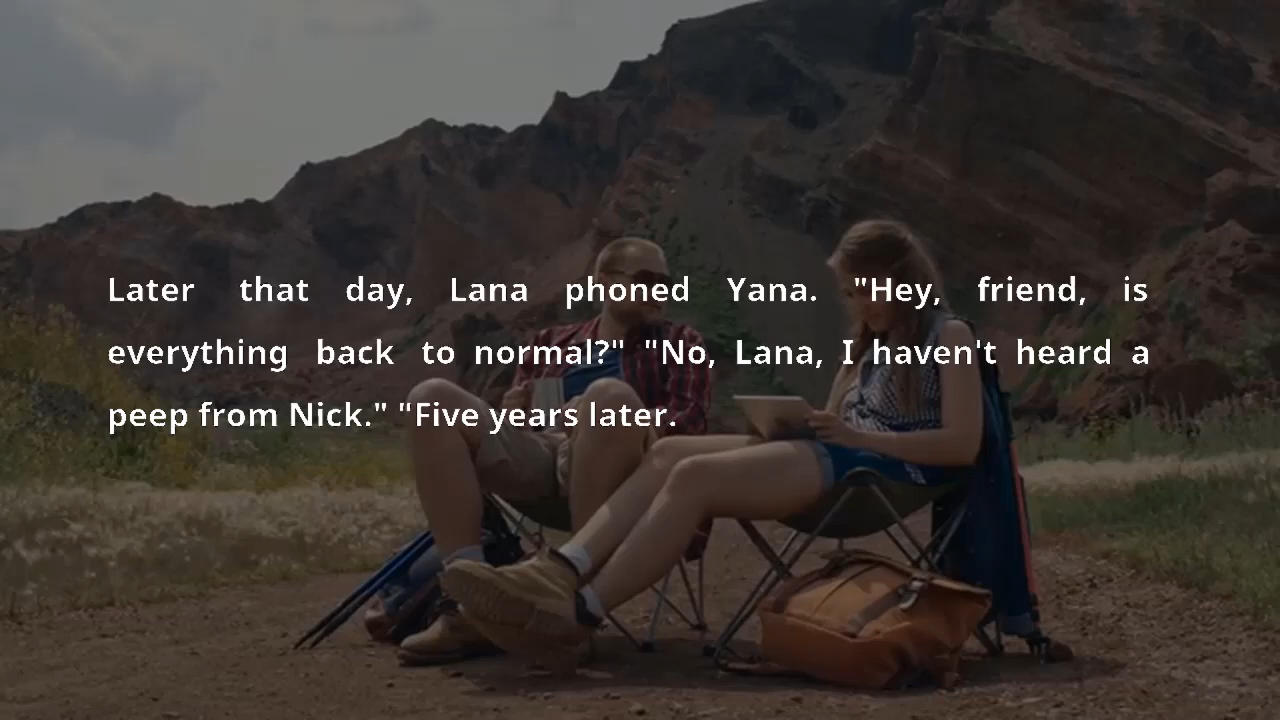 Later that day, Lana phoned Yana. "Hey, friend, is
everything back to normal?" "No, Lana, I haven't heard a
peep from Nick." "Five years later.